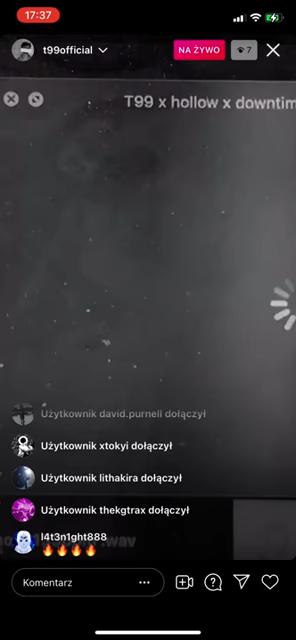 17:37
t99official
NA ŻYWO
7
T99 x hollow x downtim
Użytkownik david.purnell dołączył
Użytkownik xtokyi dołączył
Użytkownik lithakira dołączył
Użytkownik thekgtrax dołączył
l4t3n1ght888
🔥🔥🔥🔥
.wav
Komentarz